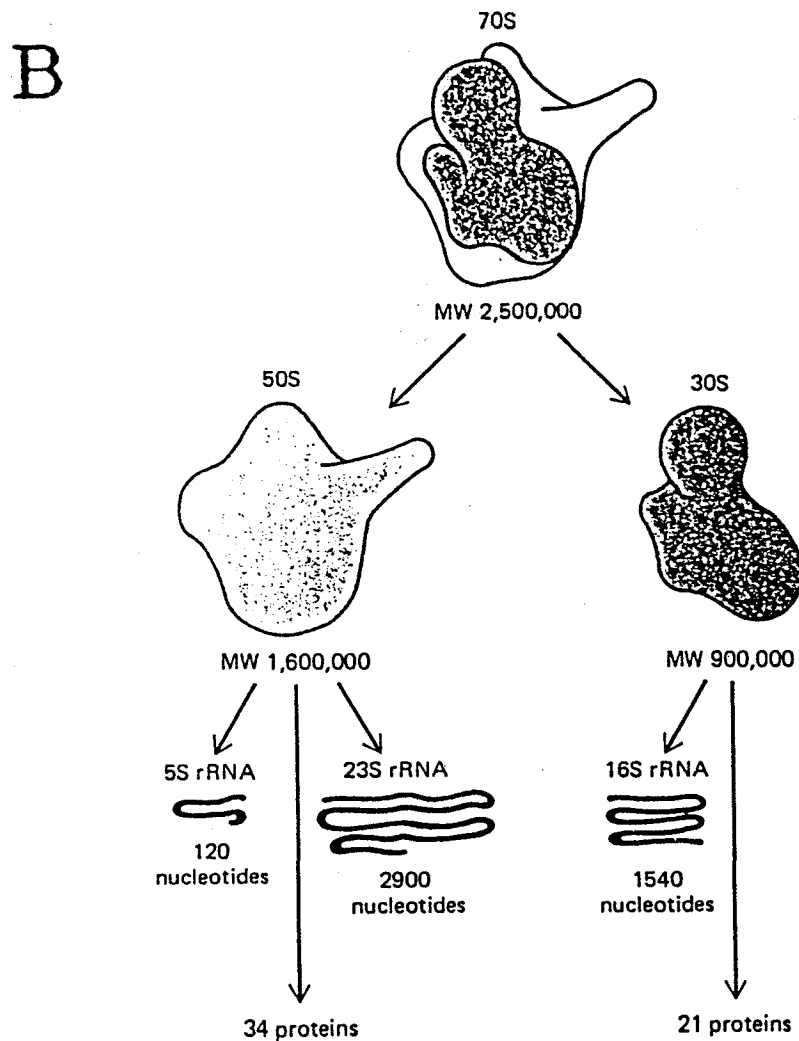 B
70S
MW 2,500,000
50S
30S
MW 1,600,000
MW 900,000
5S rRNA
23S rRNA
16S rRNA
120
nucleotides
2900
nucleotides
1540
nucleotides
34 proteins
21 proteins